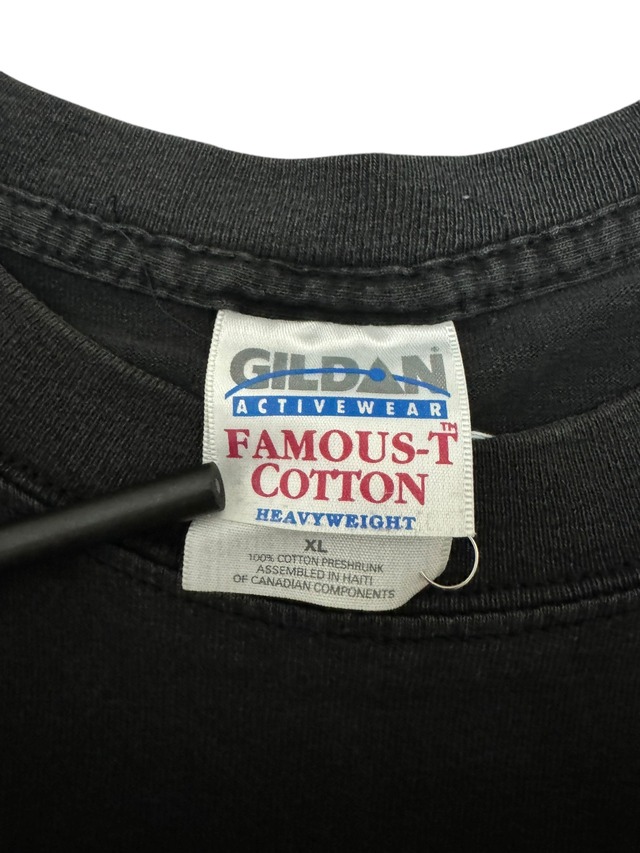 GILDAN®
ACTIVEWEAR
FAMOUS-T™
COTTON
HEAVYWEIGHT
XL
100% COTTON PRESHRUNK
ASSEMBLED IN HAITI
OF CANADIAN COMPONENTS